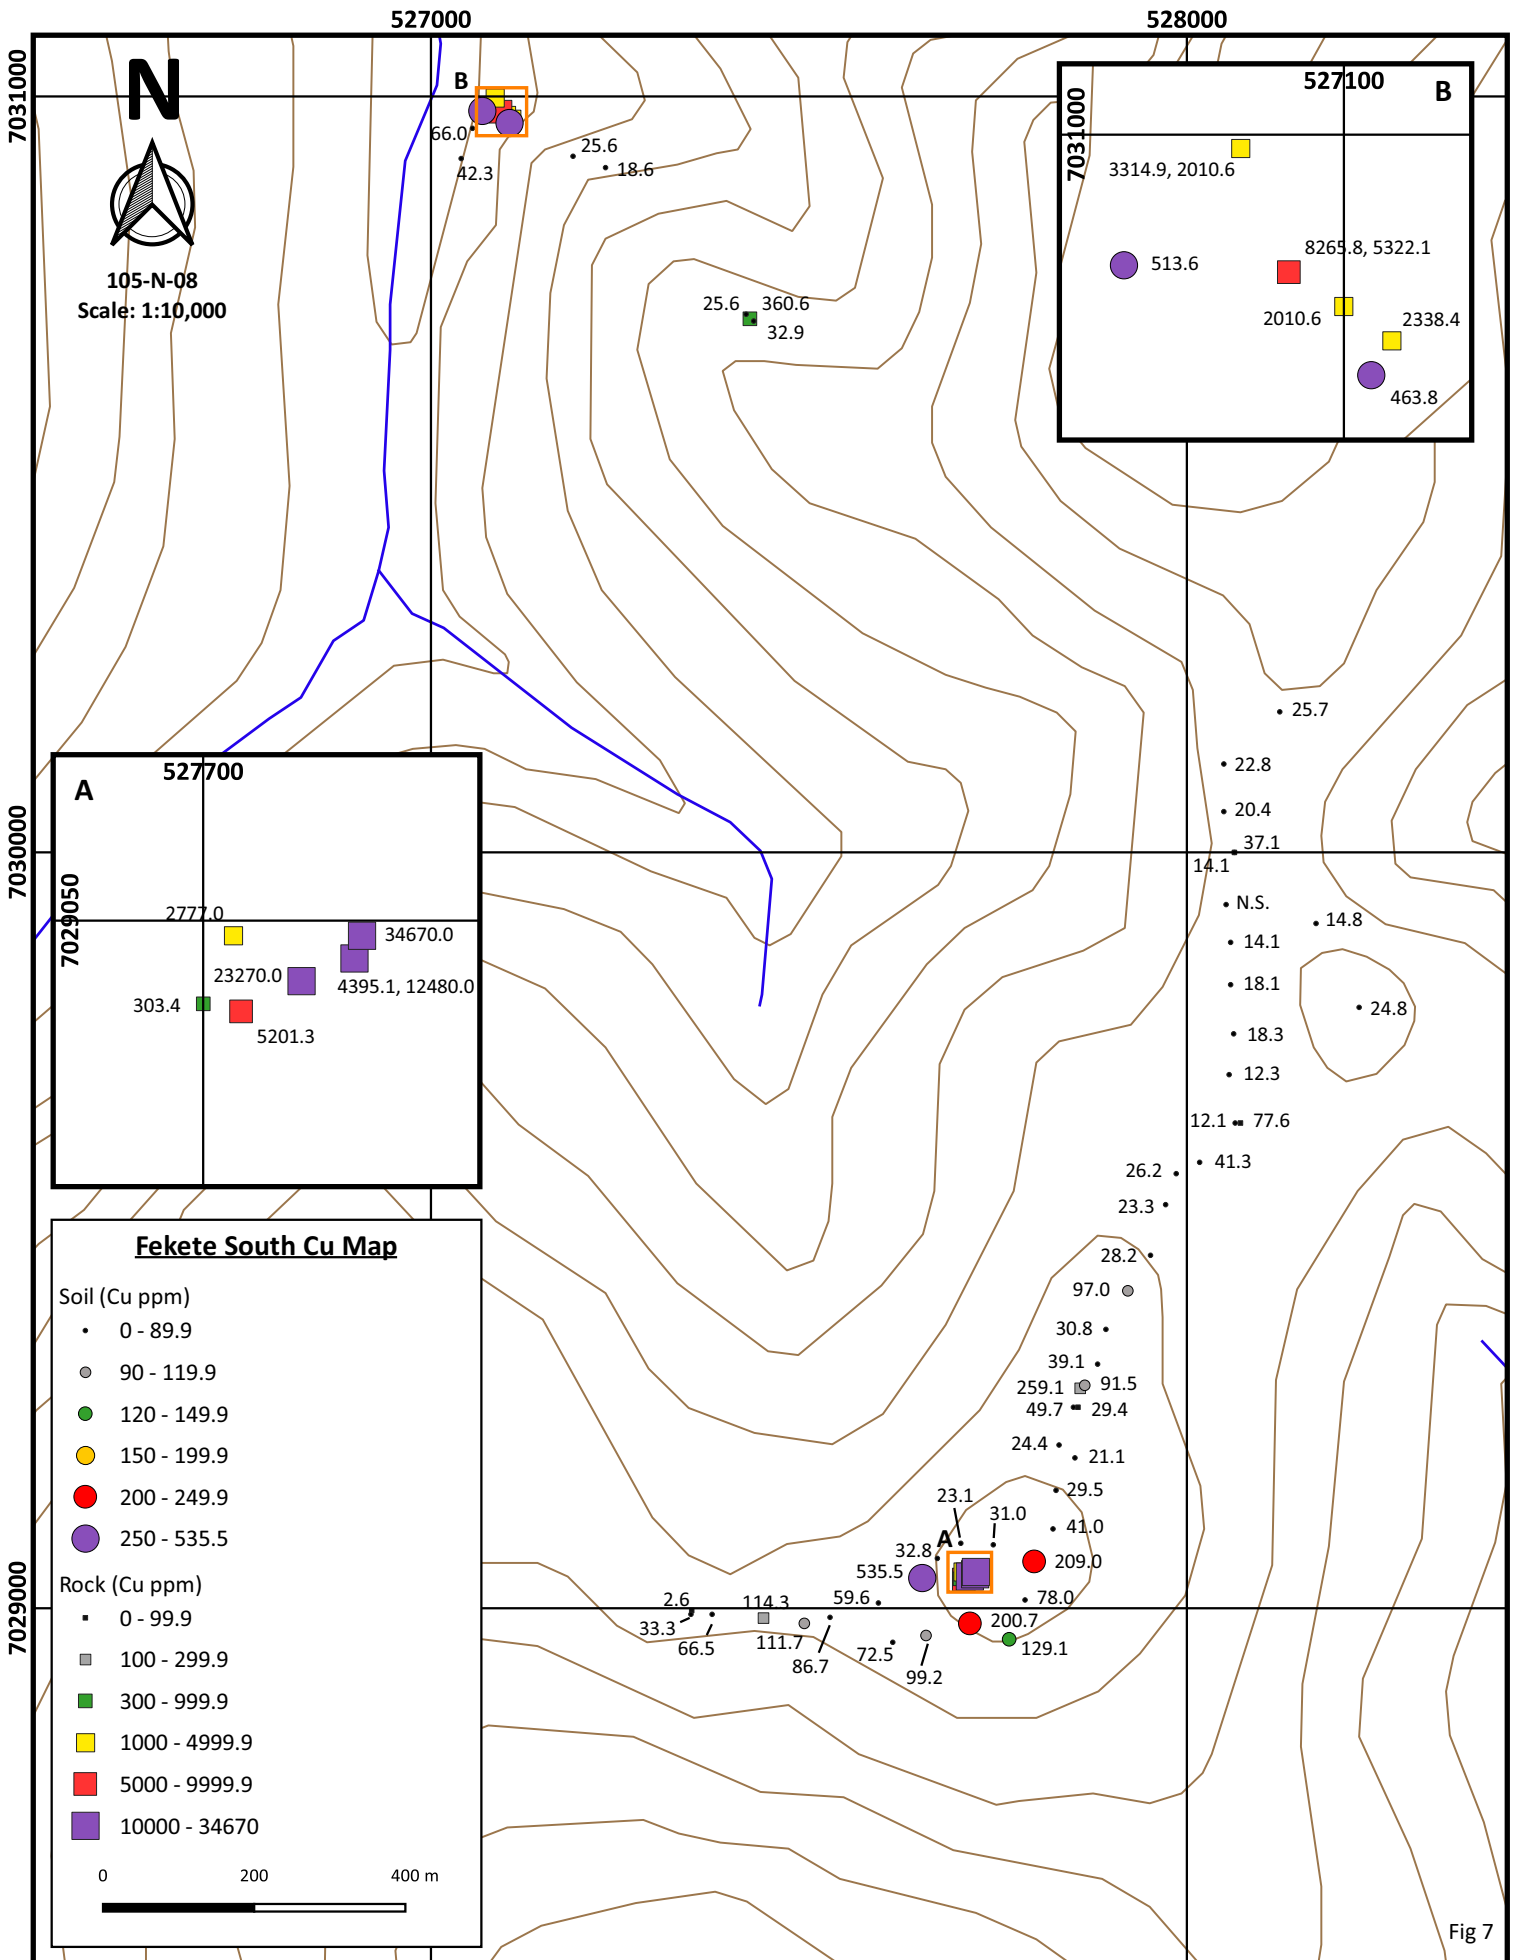 527000
528000
7031000
N
B
66.0
42.3
25.6
18.6
527100
B
7031000
3314.9, 2010.6
513.6
8265.8, 5322.1
2010.6
2338.4
463.8
105-N-08
Scale: 1:10,000
25.6
360.6
32.9
25.7
22.8
20.4
7030000
37.1
14.1
N.S.
14.8
14.1
18.1
24.8
18.3
12.3
12.1
77.6
41.3
26.2
23.3
28.2
97.0
30.8
39.1
259.1
91.5
49.7
29.4
24.4
21.1
29.5
23.1
31.0
41.0
A
32.8
209.0
535.5
78.0
59.6
200.7
129.1
2.6
114.3
33.3
66.5
111.7
86.7
72.5
99.2
7029000
527700
A
7029050
2777.0
34670.0
23270.0
4395.1, 12480.0
303.4
5201.3
Fekete South Cu Map
Soil (Cu ppm)
0 - 89.9
90 - 119.9
120 - 149.9
150 - 199.9
200 - 249.9
250 - 535.5
Rock (Cu ppm)
0 - 99.9
100 - 299.9
300 - 999.9
1000 - 4999.9
5000 - 9999.9
10000 - 34670
0 200 400 m
Fig 7